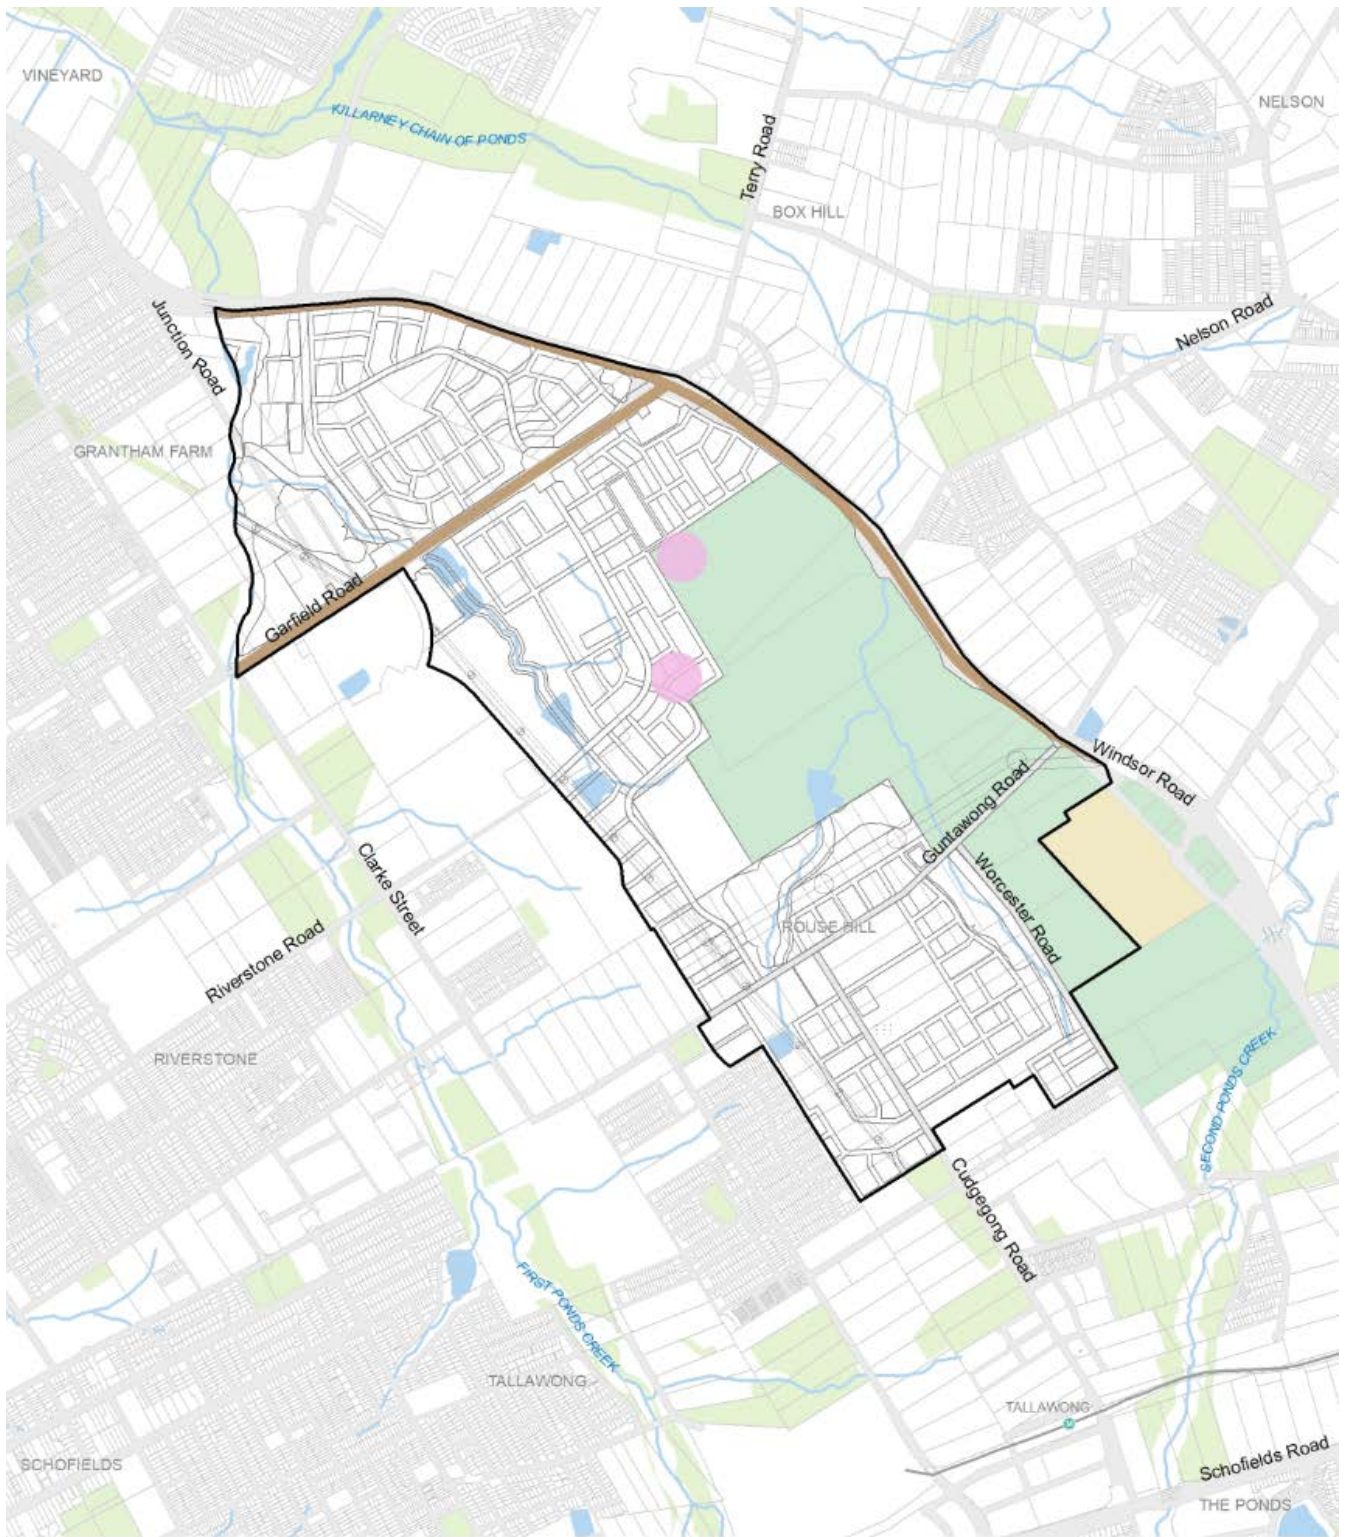 VINEYARD
NELSON
KILLARNEY CHAIN OF PONDS
Terry Road
BOX HILL
Junction Road
Nelson Road
GRANTHAM FARM
Garfield Road
Windsor Road
Guntawong Road
Clarke Street
Worcester Road
ROUSE HILL
Riverstone Road
RIVERSTONE
SECOND PONDS CREEK
Cudgegong Road
FIRST PONDS CREEK
TALLAWONG
TALLAWONG
M
SCHOFIELDS
Schofields Road
THE PONDS